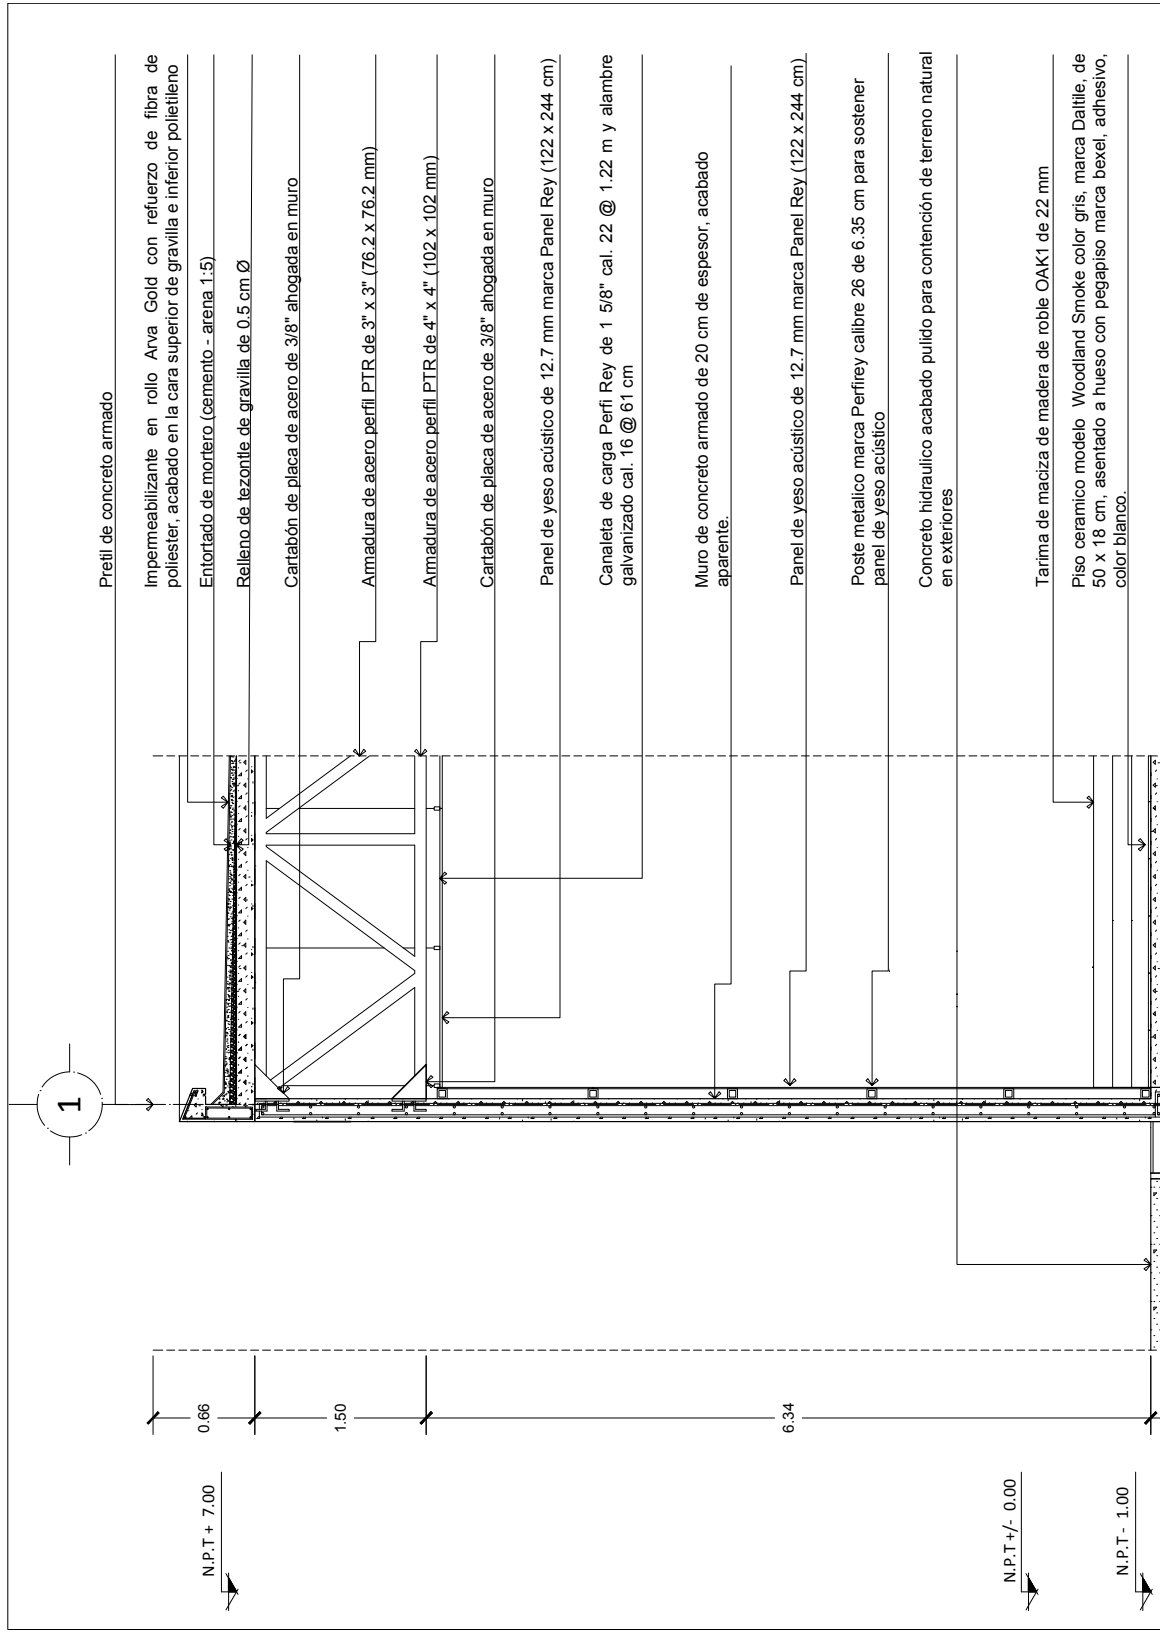 1
Pretil de concreto armado
Impermeabilizante en rollo Arva Gold con refuerzo de fibra de
poliester, acabado en la cara superior de gravilla e inferior polietileno
Entortado de mortero (cemento - arena 1:5)
Relleno de tezontle de gravilla de 0.5 cm Ø
Cartabón de placa de acero de 3/8" ahogada en muro
Armadura de acero perfil PTR de 3" x 3" (76.2 x 76.2 mm)
Armadura de acero perfil PTR de 4" x 4" (102 x 102 mm)
Cartabón de placa de acero de 3/8" ahogada en muro
Panel de yeso acústico de 12.7 mm marca Panel Rey (122 x 244 cm)
Canaleta de carga Perfi Rey de 1 5/8" cal. 22 @ 1.22 m y alambre
galvanizado cal. 16 @ 61 cm
Muro de concreto armado de 20 cm de espesor, acabado
aparente.
Panel de yeso acústico de 12.7 mm marca Panel Rey (122 x 244 cm)
Poste metalico marca Perfirey calibre 26 de 6.35 cm para sostener
panel de yeso acústico
Concreto hidraulico acabado pulido para contención de terreno natural
en exteriores
Tarima de maciza de madera de roble OAK1 de 22 mm
Piso ceramico modelo Woodland Smoke color gris, marca Daltile, de
50 x 18 cm, asentado a hueso con pegapiso marca bexel, adhesivo,
color blanco.
0.66
1.50
6.34
N.P.T + 7.00
N.P.T +/- 0.00
N.P.T - 1.00